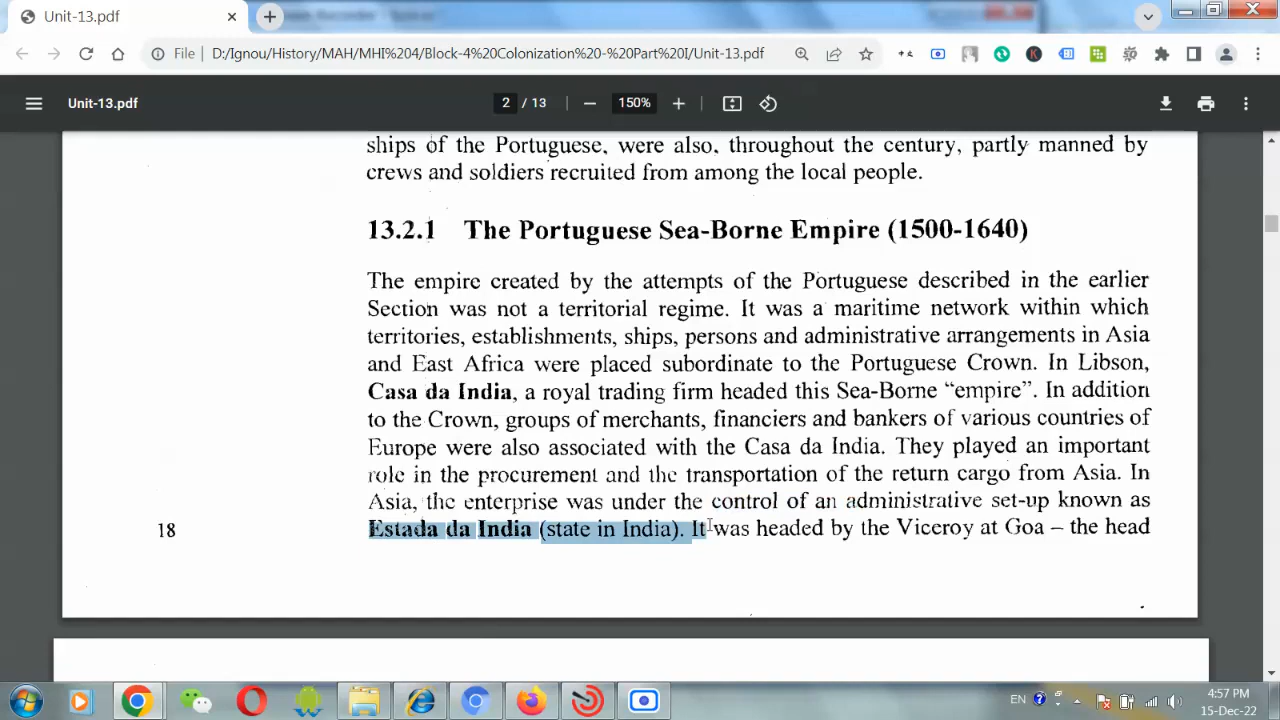 Unit-13.pdf
File
D:/Ignou/History/MAH/MHI%204/Block-4%20Colonization%20-%20Part%20I/Unit-13.pdf
Unit-13.pdf
2 / 13
150%
ships of the Portuguese, were also, throughout the century, partly manned by
crews and soldiers recruited from among the local people.
13.2.1 The Portuguese Sea-Borne Empire (1500-1640)
The empire created by the attempts of the Portuguese described in the earlier
Section was not a territorial regime. It was a maritime network within which
territories, establishments, ships, persons and administrative arrangements in Asia
and East Africa were placed subordinate to the Portuguese Crown. In Libson,
Casa da India, a royal trading firm headed this Sea-Borne “empire”. In addition
to the Crown, groups of merchants, financiers and bankers of various countries of
Europe were also associated with the Casa da India. They played an important
role in the procurement and the transportation of the return cargo from Asia. In
Asia, the enterprise was under the control of an administrative set-up known as
Estada da India (state in India). It was headed by the Viceroy at Goa – the head
18
EN
4:57 PM
15-Dec-22